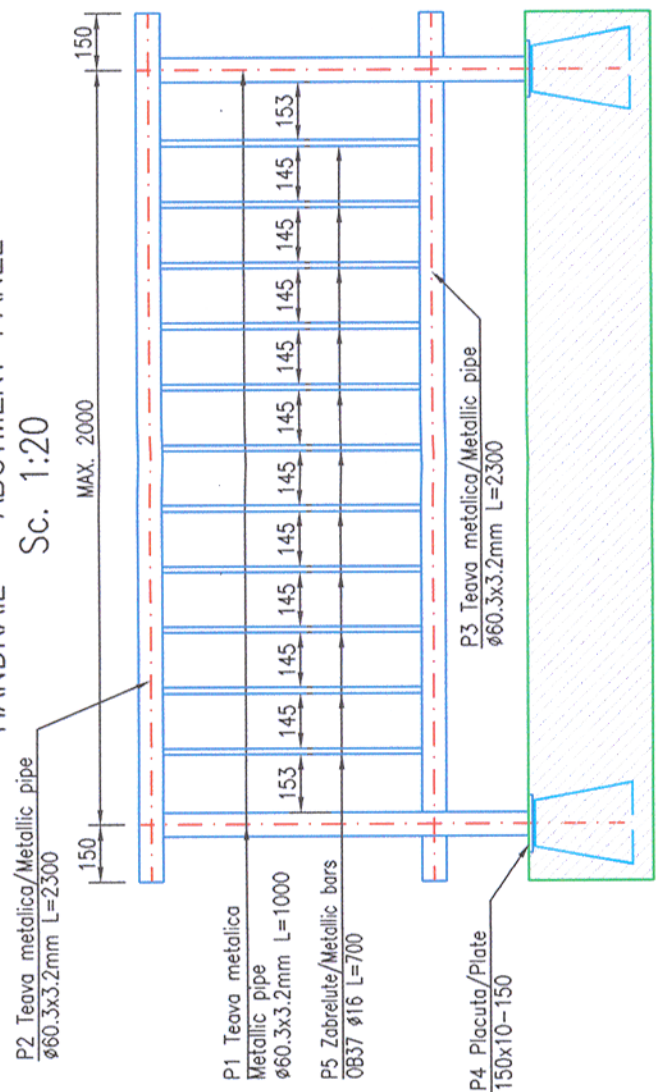 HANDRAIL - ABUTMENT PANEL
Sc. 1:20
P2 Teava metalica/Metallic pipe
ø60.3x3.2mm L=2300
150
MAX. 2000
150
153
145
145
145
145
145
145
145
145
145
145
153
P1 Teava metalica
Metallic pipe
ø60.3x3.2mm L=1000
P5 Zabrelute/Metallic bars
OB37 ø16 L=700
P3 Teava metalica/Metallic pipe
ø60.3x3.2mm L=2300
P4 Placuta/Plate
150x10-150